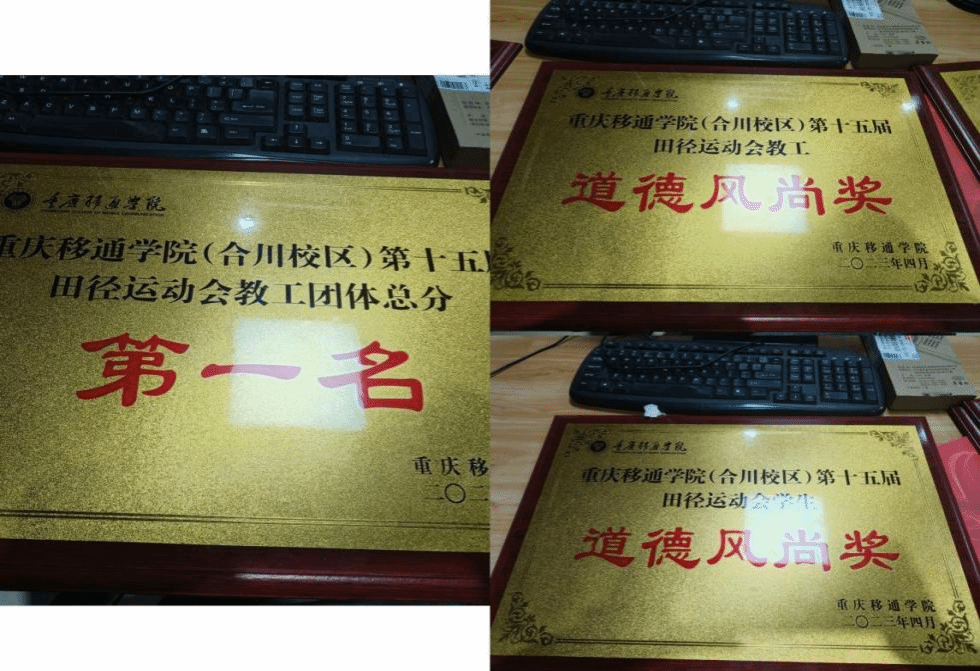 重庆移通学院
重庆移通学院(合川校区)第十五
田径运动会教工团体总分
第一名
重庆移
二〇二
重庆移通学院
重庆移通学院(合川校区)第十五届
田径运动会教工
道德风尚奖
重庆移通学院
二〇二三年四月
重庆移通学院
重庆移通学院(合川校区)第十五届
田径运动会学生
道德风尚奖
重庆移通学院
二〇二三年四月